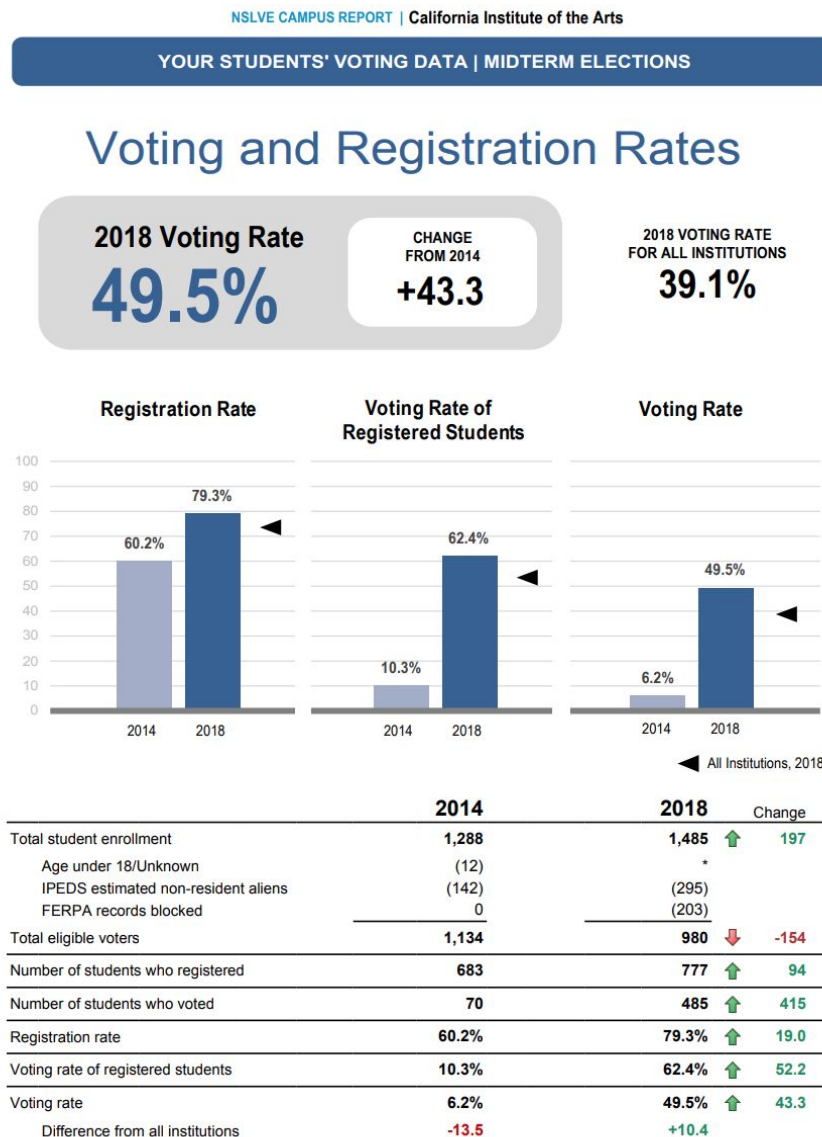 NSLVE CAMPUS REPORT | California Institute of the Arts
YOUR STUDENTS' VOTING DATA | MIDTERM ELECTIONS
Voting and Registration Rates
2018 Voting Rate
49.5%
CHANGE
FROM 2014
+43.3
2018 VOTING RATE
FOR ALL INSTITUTIONS
39.1%
Registration Rate
100
90
80
70
60
50
40
30
20
10
0
60.2%
79.3%
2014 2018
Voting Rate of
Registered Students
10.3%
62.4%
2014 2018
Voting Rate
6.2%
49.5%
2014 2018
All Institutions, 2018
2014 2018 Change
Total student enrollment 1,288 1,485 197
Age under 18/Unknown (12) *
IPEDS estimated non-resident aliens (142) (295)
FERPA records blocked 0 (203)
Total eligible voters 1,134 980 -154
Number of students who registered 683 777 94
Number of students who voted 70 485 415
Registration rate 60.2% 79.3% 19.0
Voting rate of registered students 10.3% 62.4% 52.2
Voting rate 6.2% 49.5% 43.3
Difference from all institutions -13.5 +10.4